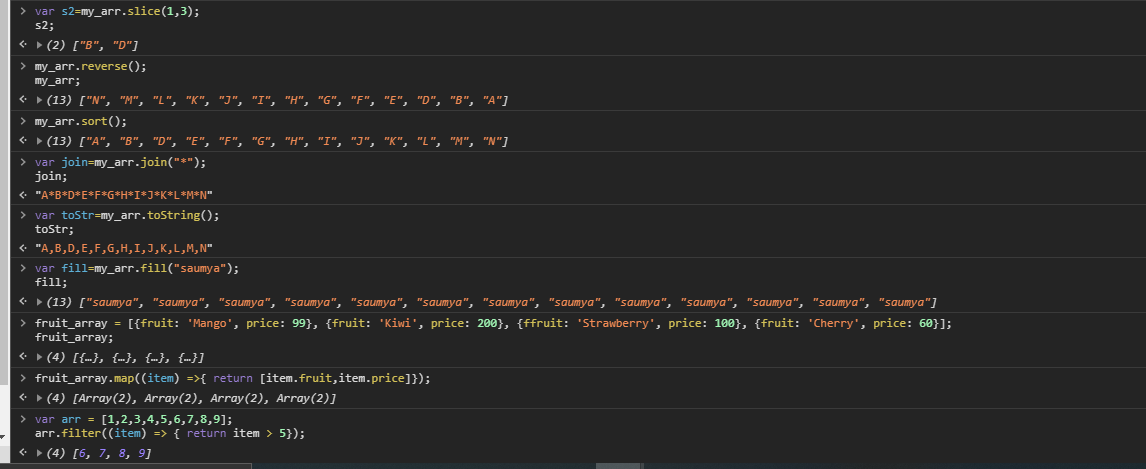 > var s2=my_arr.slice(1,3);
s2;
(2) ["B", "D"]
> my_arr.reverse();
my_arr;
(13) ["N", "M", "L", "K", "J", "I", "H", "G", "F", "E", "D", "B", "A"]
> my_arr.sort();
(13) ["A", "B", "D", "E", "F", "G", "H", "I", "J", "K", "L", "M", "N"]
> var join=my_arr.join("*");
join;
"A*B*D*E*F*G*H*I*J*K*L*M*N"
> var toStr=my_arr.toString();
toStr;
"A,B,D,E,F,G,H,I,J,K,L,M,N"
> var fill=my_arr.fill("saumya");
fill;
(13) ["saumya", "saumya", "saumya", "saumya", "saumya", "saumya", "saumya", "saumya", "saumya", "saumya", "saumya", "saumya", "saumya"]
> fruit_array = [{fruit: 'Mango', price: 99}, {fruit: 'Kiwi', price: 200}, {ffruit: 'Strawberry', price: 100}, {fruit: 'Cherry', price: 60}];
fruit_array;
(4) [{…}, {…}, {…}, {…}]
> fruit_array.map((item) =>{ return [item.fruit,item.price]});
(4) [Array(2), Array(2), Array(2), Array(2)]
> var arr = [1,2,3,4,5,6,7,8,9];
arr.filter((item) => { return item > 5});
(4) [6, 7, 8, 9]